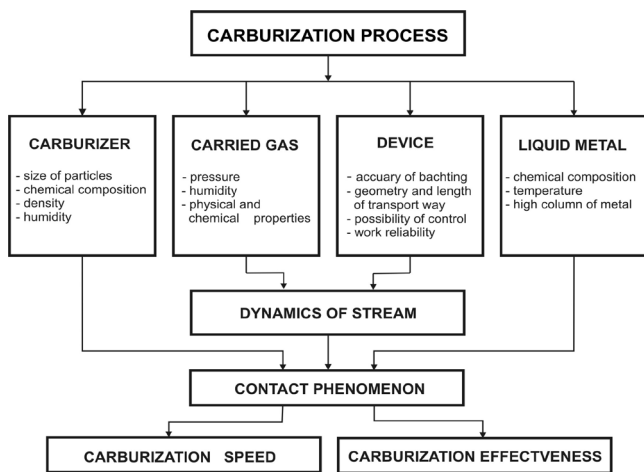 CARBURIZATION PROCESS
CARBURIZER
- size of particles
- chemical composition
- density
- humidity
CARRIED GAS
- pressure
- humidity
- physical and
chemical properties
DEVICE
- accuary of bachting
- geometry and length
of transport way
- possibility of control
- work reliability
LIQUID METAL
- chemical composition
- temperature
- high column of metal
DYNAMICS OF STREAM
CONTACT PHENOMENON
CARBURIZATION SPEED
CARBURIZATION EFFECTVENESS